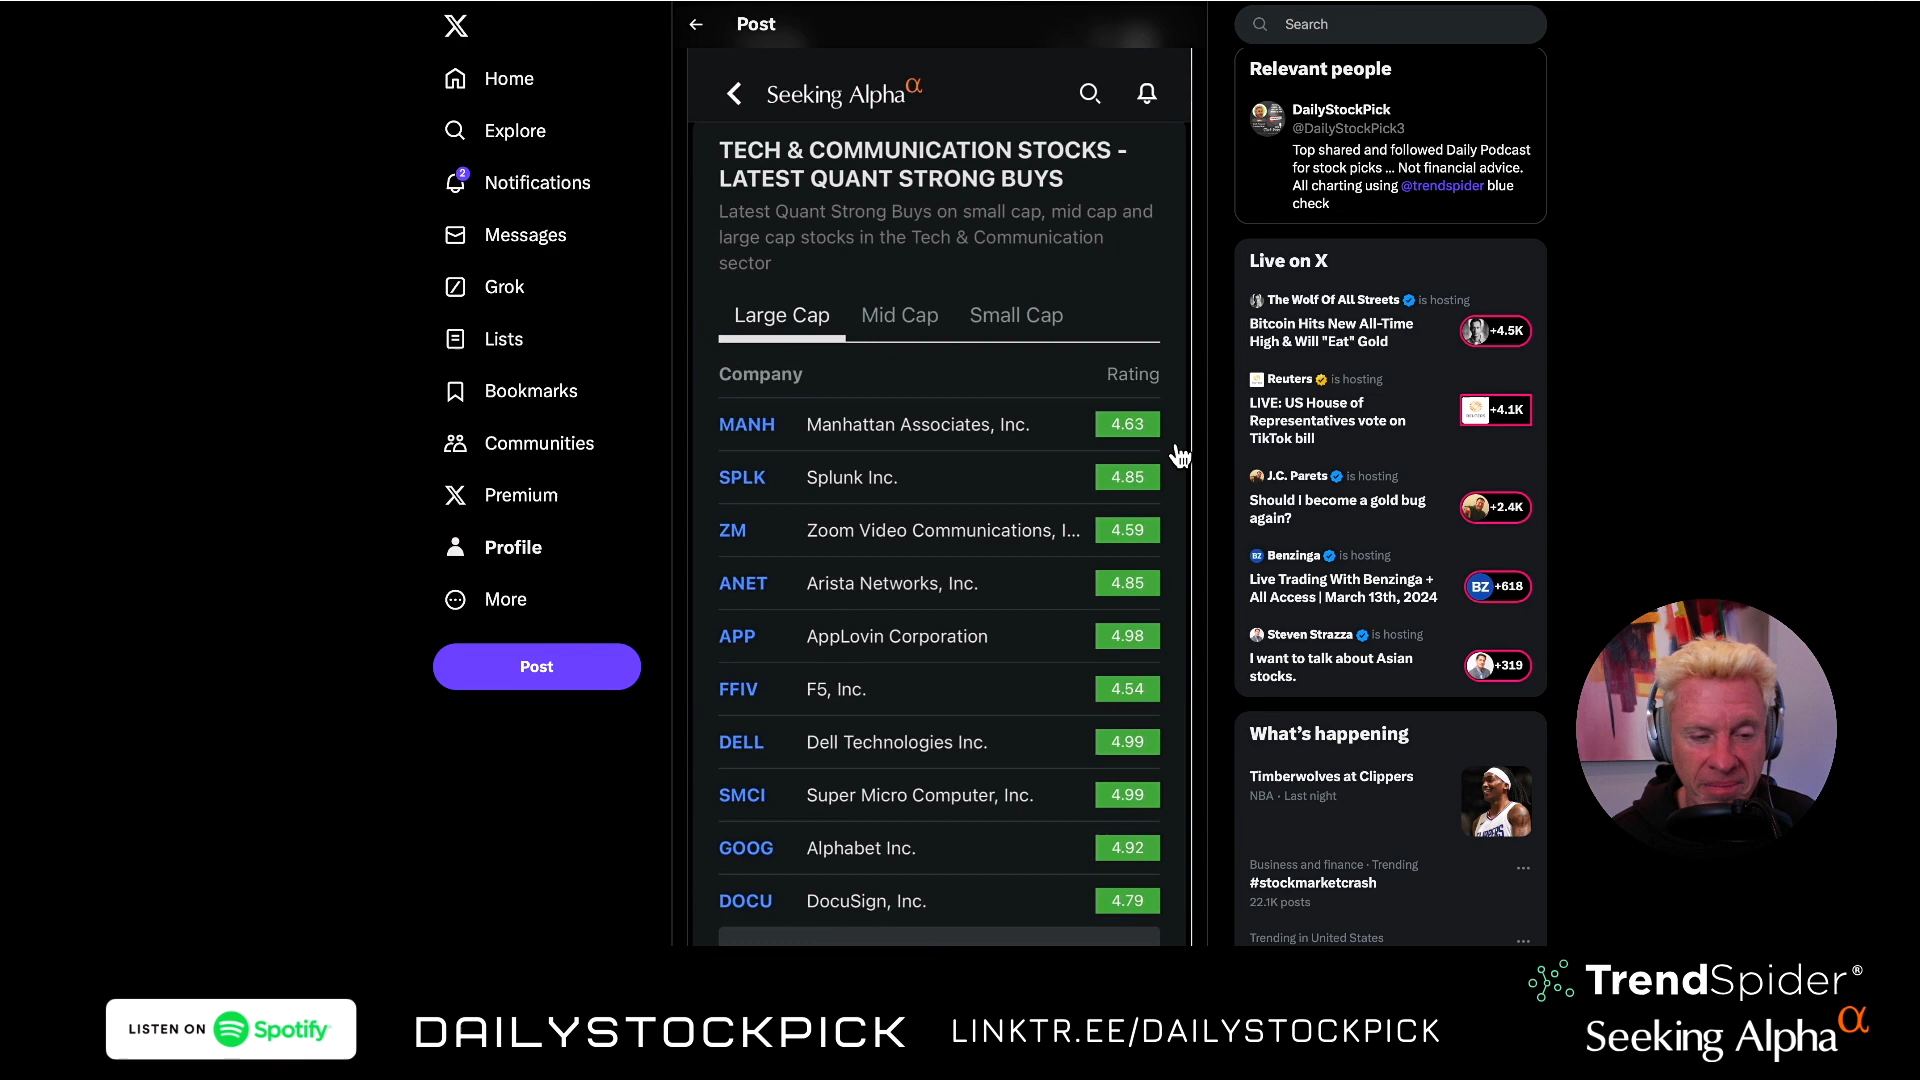 Home
Explore
2
Notifications
Messages
Grok
Lists
Bookmarks
Communities
Premium
Profile
More
Post
Post
Seeking Alpha α
TECH & COMMUNICATION STOCKS -
LATEST QUANT STRONG BUYS
Latest Quant Strong Buys on small cap, mid cap and
large cap stocks in the Tech & Communication
sector
Large Cap Mid Cap Small Cap
Company Rating
MANH Manhattan Associates, Inc. 4.63
SPLK Splunk Inc. 4.85
ZM Zoom Video Communications, I... 4.59
ANET Arista Networks, Inc. 4.85
APP AppLovin Corporation 4.98
FFIV F5, Inc. 4.54
DELL Dell Technologies Inc. 4.99
SMCI Super Micro Computer, Inc. 4.99
GOOG Alphabet Inc. 4.92
DOCU DocuSign, Inc. 4.79
Search
Relevant people
DailyStockPick
@DailyStockPick3
Top shared and followed Daily Podcast
for stock picks ... Not financial advice.
All charting using @trendspider blue
check
Live on X
The Wolf Of All Streets is hosting
Bitcoin Hits New All-Time
High & Will "Eat" Gold
+4.5K
Reuters is hosting
LIVE: US House of
Representatives vote on
TikTok bill
+4.1K
J.C. Parets is hosting
Should I become a gold bug
again?
+2.4K
BZ Benzinga is hosting
Live Trading With Benzinga +
All Access | March 13th, 2024
BZ +618
Steven Strazza is hosting
I want to talk about Asian
stocks.
+319
What's happening
Timberwolves at Clippers
NBA · Last night
Business and finance · Trending
#stockmarketcrash
22.1K posts
Trending in United States
LISTEN ON Spotify
DAILYSTOCKPICK
LINKTR.EE/DAILYSTOCKPICK
TrendSpider®
Seeking Alpha α